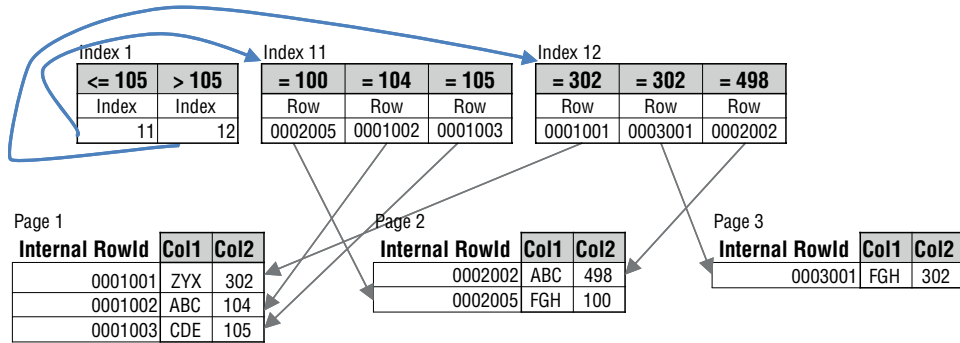 Index 1 Index 11 Index 12
<= 105 > 105 = 100 = 104 = 105 = 302 = 302 = 498
Index Index Row Row Row Row Row Row
11 12 0002005 0001002 0001003 0001001 0003001 0002002
Page 1 Page 2 Page 3
Internal RowId Col1 Col2 Internal RowId Col1 Col2 Internal RowId Col1 Col2
0001001 ZYX 302 0002002 ABC 498 0003001 FGH 302
0001002 ABC 104 0002005 FGH 100
0001003 CDE 105